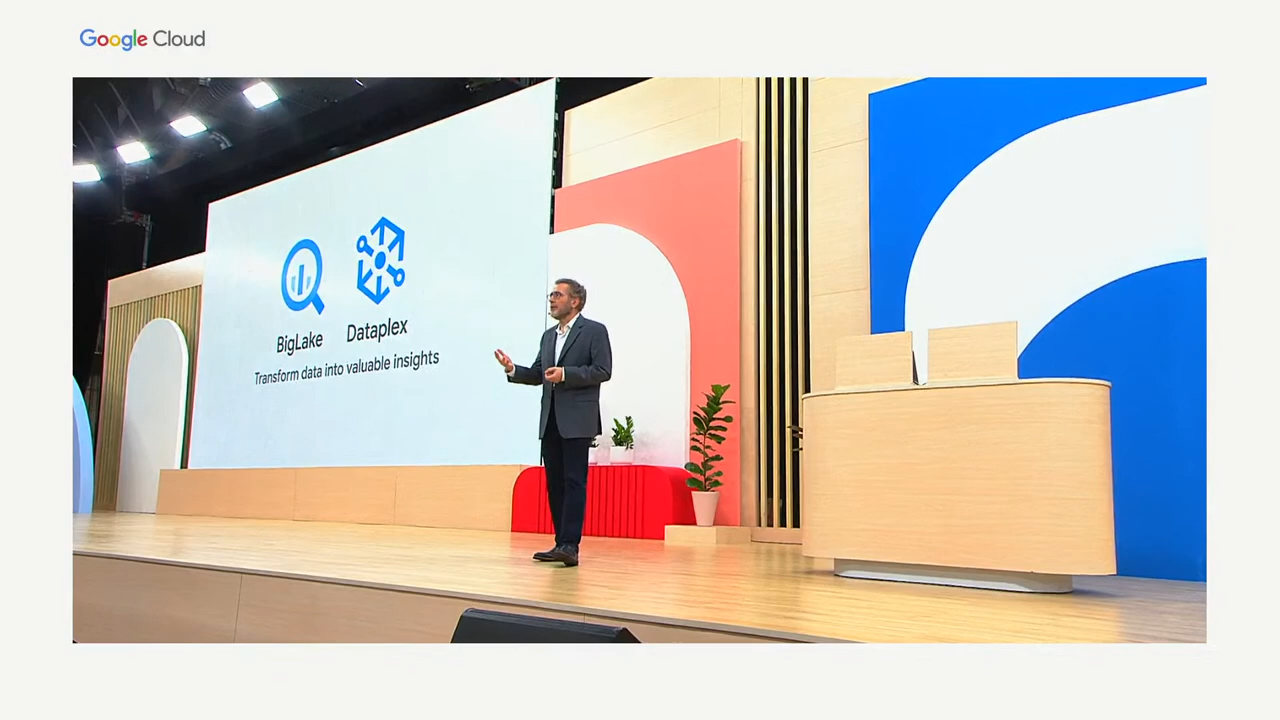 Google Cloud
BigLake
Dataplex
Transform data into valuable insights